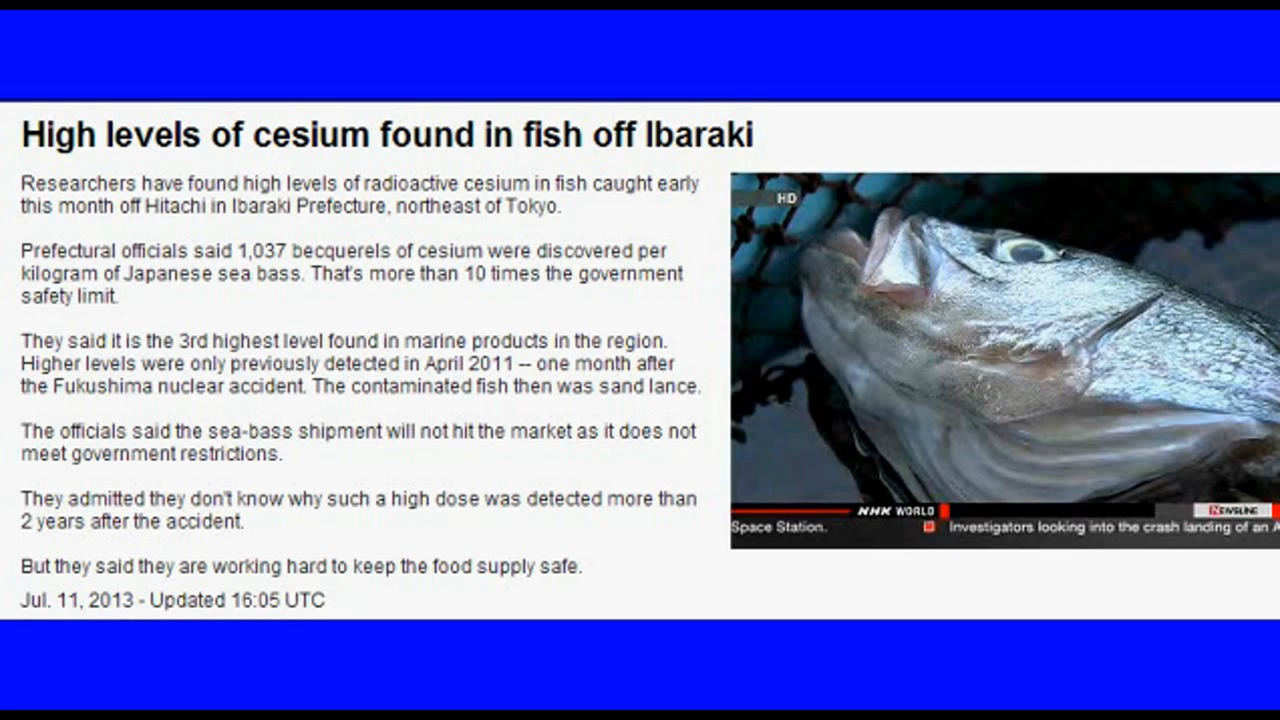 High levels of cesium found in fish off Ibaraki
Researchers have found high levels of radioactive cesium in fish caught early
this month off Hitachi in Ibaraki Prefecture, northeast of Tokyo.
Prefectural officials said 1,037 becquerels of cesium were discovered per
kilogram of Japanese sea bass. That's more than 10 times the government
safety limit.
They said it is the 3rd highest level found in marine products in the region.
Higher levels were only previously detected in April 2011 -- one month after
the Fukushima nuclear accident. The contaminated fish then was sand lance.
The officials said the sea-bass shipment will not hit the market as it does not
meet government restrictions.
They admitted they don't know why such a high dose was detected more than
2 years after the accident.
But they said they are working hard to keep the food supply safe.
Jul. 11, 2013 - Updated 16:05 UTC
HD
NHK WORLD
NEWSLINE
Space Station.
Investigators looking into the crash landing of an A